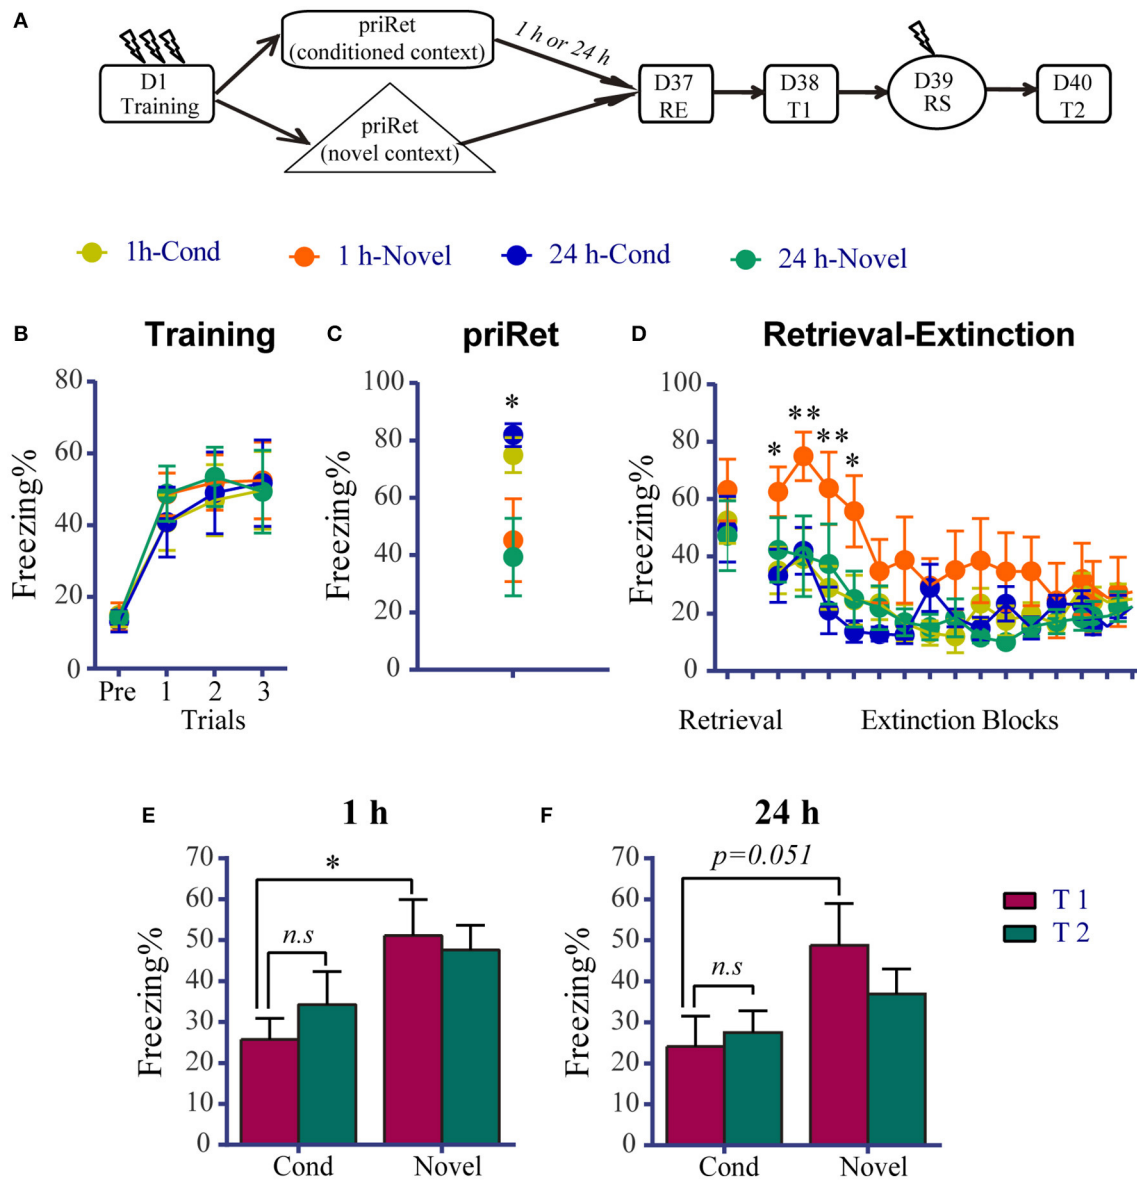 A
priRet
(conditioned context)
1 h or 24 h
D1
Training
priRet
(novel context)
D37
RE
D38
T1
D39
RS
D40
T2
1h-Cond
1 h-Novel
24 h-Cond
24 h-Novel
B
Training
80
60
40
20
0
Freezing%
Pre
1
2
3
Trials
C
priRet
100
80
60
40
20
0
Freezing%
*
D
Retrieval-Extinction
100
80
60
40
20
0
Freezing%
*
**
**
*
Retrieval
Extinction Blocks
E
1 h
70
60
50
40
30
20
10
0
Freezing%
*
n.s
Cond
Novel
F
24 h
70
60
50
40
30
20
10
0
Freezing%
p=0.051
n.s
Cond
Novel
T 1
T 2